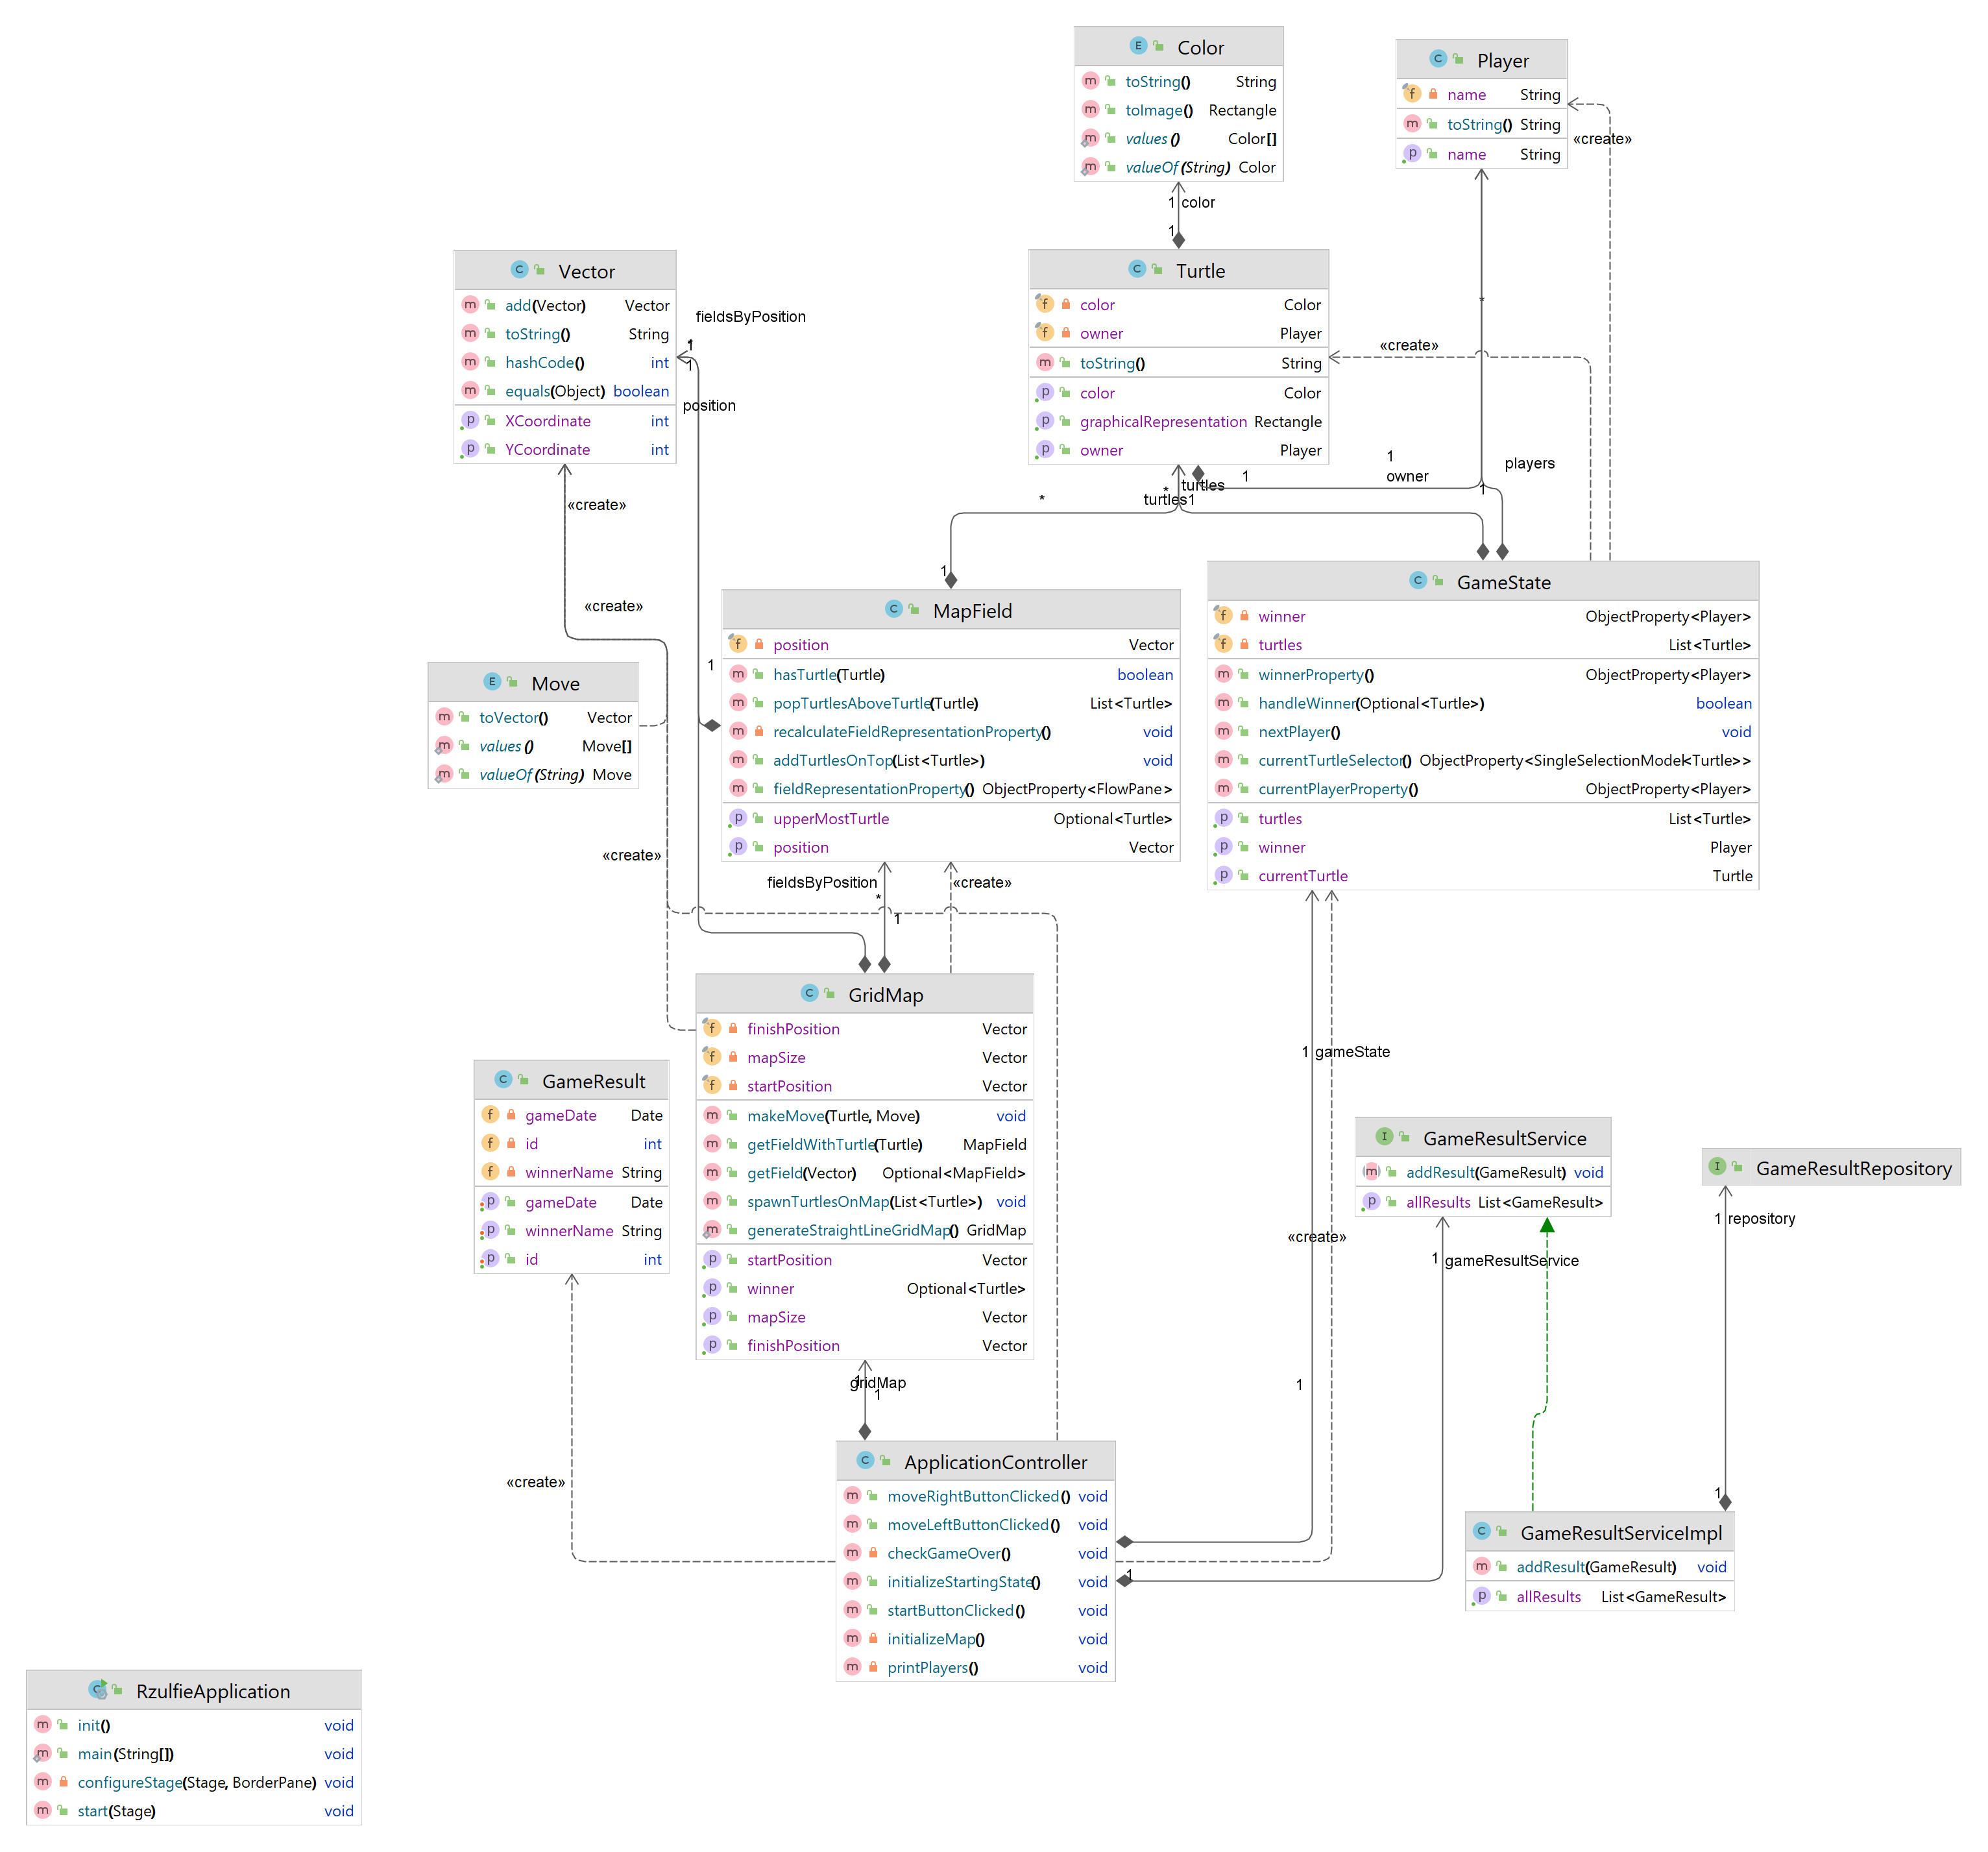 Color
toString() String
toImage() Rectangle
values () Color[]
valueOf (String) Color
Player
name String
toString() String
name String
«create»
1 color
1
Vector
add(Vector) Vector
toString() String
hashCode() int
equals(Object) boolean
XCoordinate int
YCoordinate int
fieldsByPosition
1
position
Turtle
color Color
owner Player
toString() String
color Color
graphicalRepresentation Rectangle
owner Player
*
«create»
1
1
owner
players
turtles
*
*
turtles1
1
«create»
«create»
1
1
MapField
position Vector
hasTurtle(Turtle) boolean
popTurtlesAboveTurtle(Turtle) List<Turtle>
recalculateFieldRepresentationProperty() void
addTurtlesOnTop(List<Turtle>) void
fieldRepresentationProperty() ObjectProperty<FlowPane>
upperMostTurtle Optional<Turtle>
position Vector
GameState
winner ObjectProperty<Player>
turtles List<Turtle>
winnerProperty() ObjectProperty<Player>
handleWinner(Optional<Turtle>) boolean
nextPlayer() void
currentTurtleSelector() ObjectProperty<SingleSelectionModel<Turtle>>
currentPlayerProperty() ObjectProperty<Player>
turtles List<Turtle>
winner Player
currentTurtle Turtle
Move
toVector() Vector
values () Move[]
valueOf (String) Move
«create»
fieldsByPosition
«create»
*
1
GridMap
finishPosition Vector
mapSize Vector
startPosition Vector
makeMove(Turtle, Move) void
getFieldWithTurtle(Turtle) MapField
getField(Vector) Optional<MapField>
spawnTurtlesOnMap(List<Turtle>) void
generateStraightLineGridMap() GridMap
startPosition Vector
winner Optional<Turtle>
mapSize Vector
finishPosition Vector
1 gameState
GameResult
gameDate Date
id int
winnerName String
gameDate Date
winnerName String
id int
GameResultService
addResult(GameResult) void
allResults List<GameResult>
GameResultRepository
1 repository
«create»
1 gameResultService
gridMap
1
1
1
«create»
ApplicationController
moveRightButtonClicked() void
moveLeftButtonClicked() void
checkGameOver() void
initializeStartingState() void
startButtonClicked() void
initializeMap() void
printPlayers() void
1
1
GameResultServiceImpl
addResult(GameResult) void
allResults List<GameResult>
RzulfieApplication
init() void
main(String[]) void
configureStage(Stage, BorderPane) void
start(Stage) void